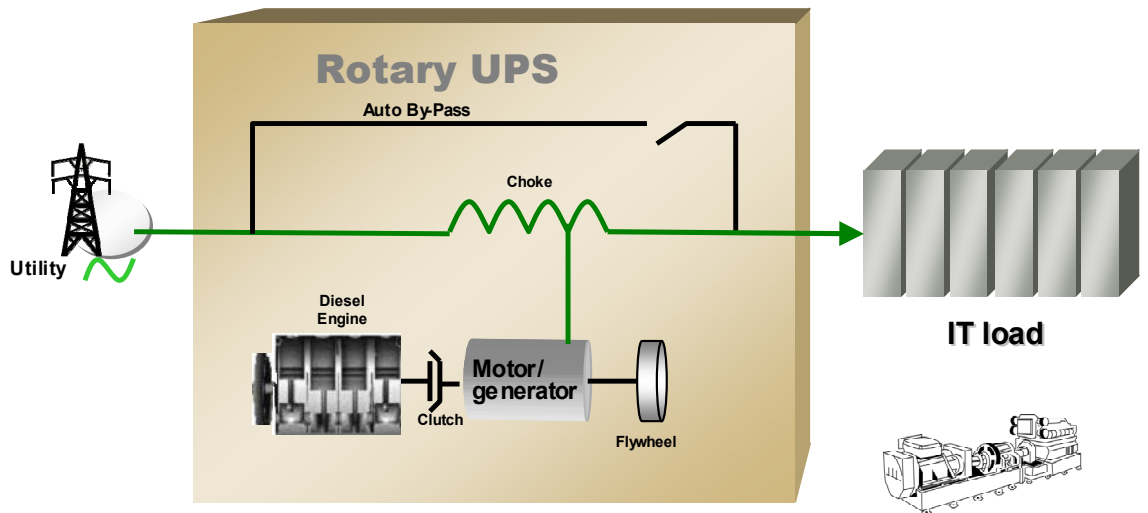 Rotary UPS
Auto By-Pass
Choke
Utility
Diesel
Engine
Motor/
generator
Clutch
Flywheel
IT load